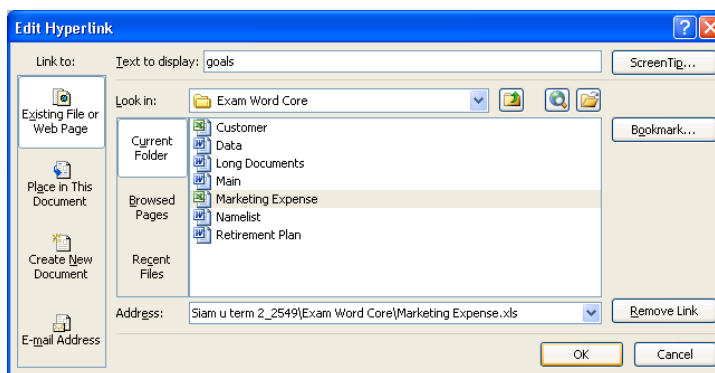 Edit Hyperlink
Link to:
Text to display: goals
ScreenTip...
Existing File or
Web Page
Look in: Exam Word Core
Bookmark...
Current
Folder
Customer
Data
Long Documents
Main
Marketing Expense
Namelist
Retirement Plan
Place in This
Document
Browsed
Pages
Create New
Document
Recent
Files
E-mail Address
Address: Siam u term 2_2549\Exam Word Core\Marketing Expense.xls
Remove Link
OK
Cancel